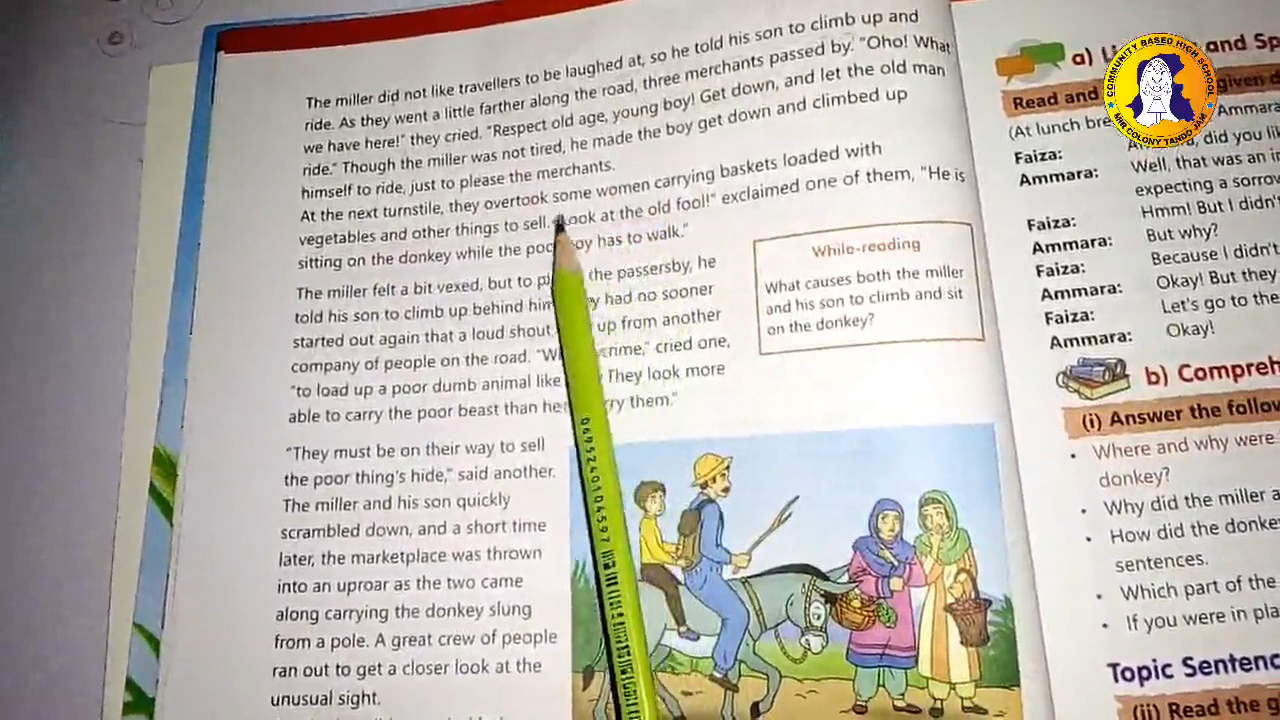 The miller did not like travellers to be laughed at, so he told his son to climb up and
ride. As they went a little farther along the road, three merchants passed by. "Oho! What
we have here!" they cried. "Respect old age, young boy! Get down, and let the old man
ride." Though the miller was not tired, he made the boy get down and climbed up
himself to ride, just to please the merchants.
At the next turnstile, they overtook some women carrying baskets loaded with
vegetables and other things to sell. "Look at the old fool!" exclaimed one of them, "He is
sitting on the donkey while the poor boy has to walk."
The miller felt a bit vexed, but to the passersby, he
told his son to climb up behind him. had no sooner
started out again that a loud shout up from another
company of people on the road. crime," cried one,
"to load up a poor dumb animal like They look more
able to carry the poor beast than them."
"They must be on their way to sell
the poor thing's hide," said another.
The miller and his son quickly
scrambled down, and a short time
later, the marketplace was thrown
into an uproar as the two came
along carrying the donkey slung
from a pole. A great crew of people
ran out to get a closer look at the
unusual sight.
While-reading
What causes both the miller
and his son to climb and sit
on the donkey?
0695240104597
a) and Sp
Read and given
(At lunch Ammara
Faiza: did you
Ammara: Well, that was an
expecting a sorrow
Faiza: Hmm! But I didn't
Ammara: But why?
Faiza: Because I didn't
Ammara: Okay! But they
Faiza: Let's go to the
Ammara: Okay!
b) Compreh
(i) Answer the follow
• Where and why were
donkey?
• Why did the miller a
• How did the donke
sentences.
• Which part of the
• If you were in pla
Topic Sentenc
(ii) Read the g
COMMUNITY BASED HIGH SCHOOL
MIR COLONY TANDO JAM